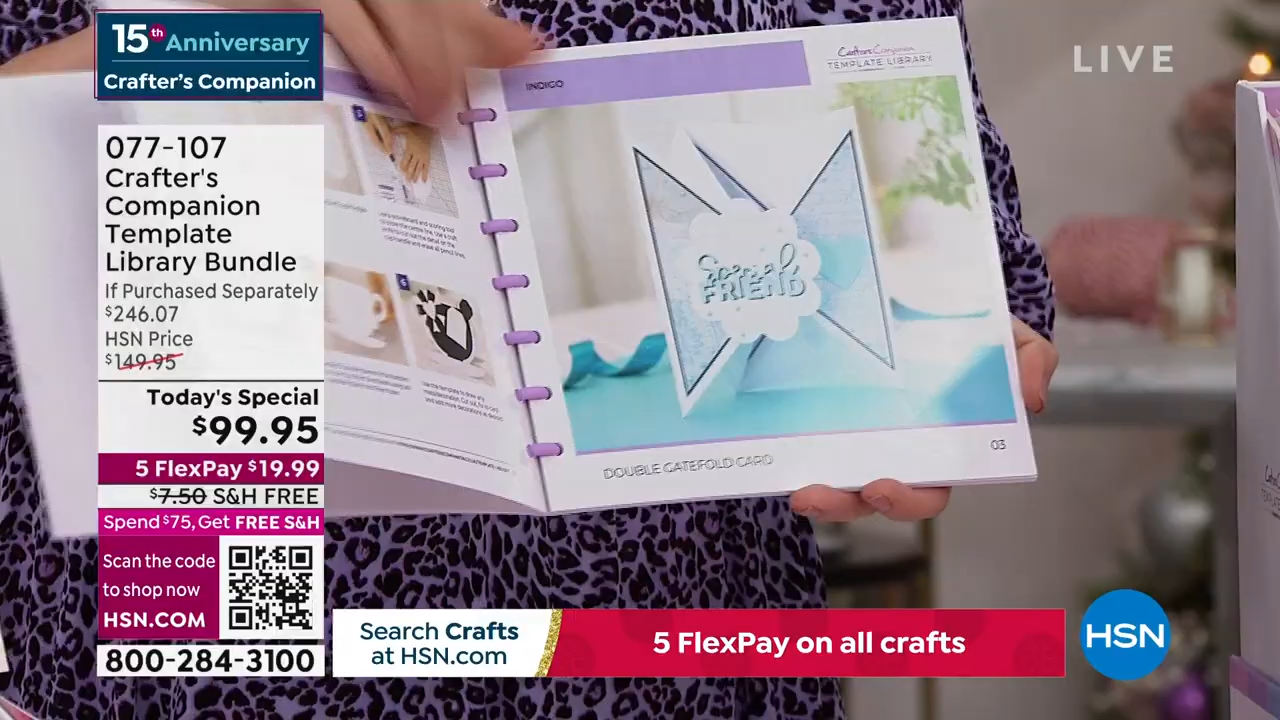 15th Anniversary
Crafter's Companion
077-107
Crafter's
Companion
Template
Library Bundle
If Purchased Separately
$246.07
HSN Price
$149.95
Today's Special
$99.95
5 FlexPay $19.99
$7.50 S&H FREE
Spend $75, Get FREE S&H
Scan the code
to shop now
HSN.COM
800-284-3100
INDIGO
Crafter's Companion
TEMPLATE LIBRARY
Special
FRIEND
DOUBLE GATEFOLD CARD
03
LIVE
Search Crafts
at HSN.com
5 FlexPay on all crafts
HSN